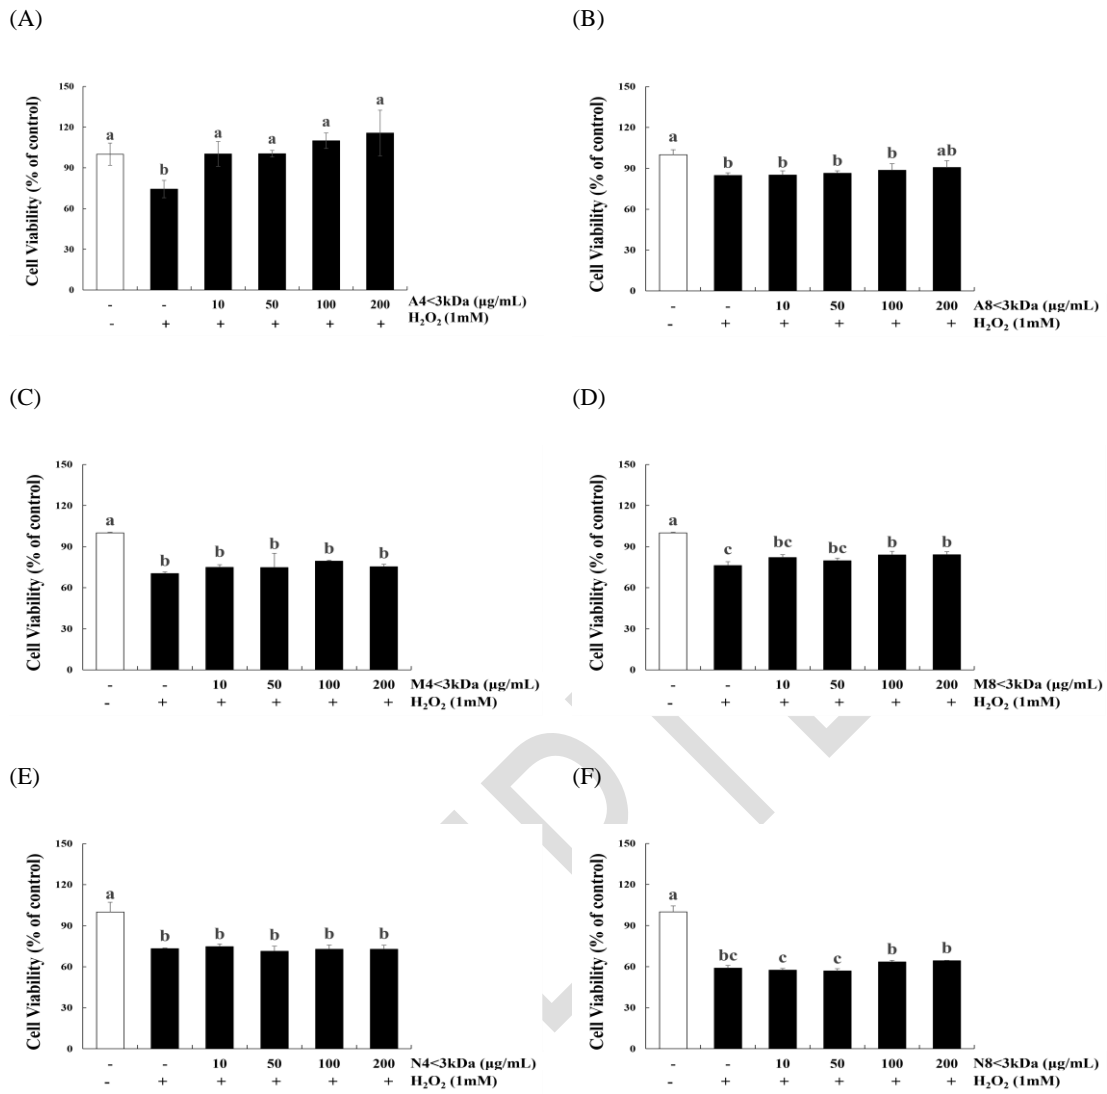 (A)
Cell Viability (% of control)
150
120
90
60
30
0
a b a a a a
- - 10 50 100 200 A4<3kDa (μg/mL)
- + + + + + H₂O₂ (1mM)
(B)
Cell Viability (% of control)
150
120
90
60
30
0
a b b b b ab
- - 10 50 100 200 A8<3kDa (μg/mL)
- + + + + + H₂O₂ (1mM)
(C)
Cell Viability (% of control)
150
120
90
60
30
0
a b b b b b
- - 10 50 100 200 M4<3kDa (μg/mL)
- + + + + + H₂O₂ (1mM)
(D)
Cell Viability (% of control)
150
120
90
60
30
0
a c bc bc b b
- - 10 50 100 200 M8<3kDa (μg/mL)
- + + + + + H₂O₂ (1mM)
(E)
Cell Viability (% of control)
150
120
90
60
30
0
a b b b b b
- - 10 50 100 200 N4<3kDa (μg/mL)
- + + + + + H₂O₂ (1mM)
(F)
Cell Viability (% of control)
150
120
90
60
30
0
a bc c c b b
- - 10 50 100 200 N8<3kDa (μg/mL)
- + + + + + H₂O₂ (1mM)